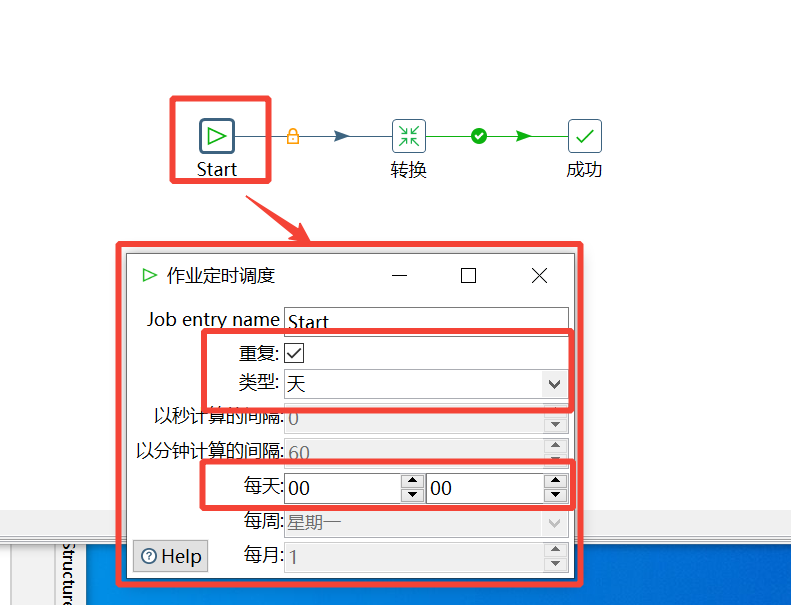 Start
转换
成功
作业定时调度
Job entry name Start
重复:
类型: 天
以秒计算的间隔: 0
以分钟计算的间隔: 60
每天: 00 00
每周: 星期一
Help 每月: 1
Structure